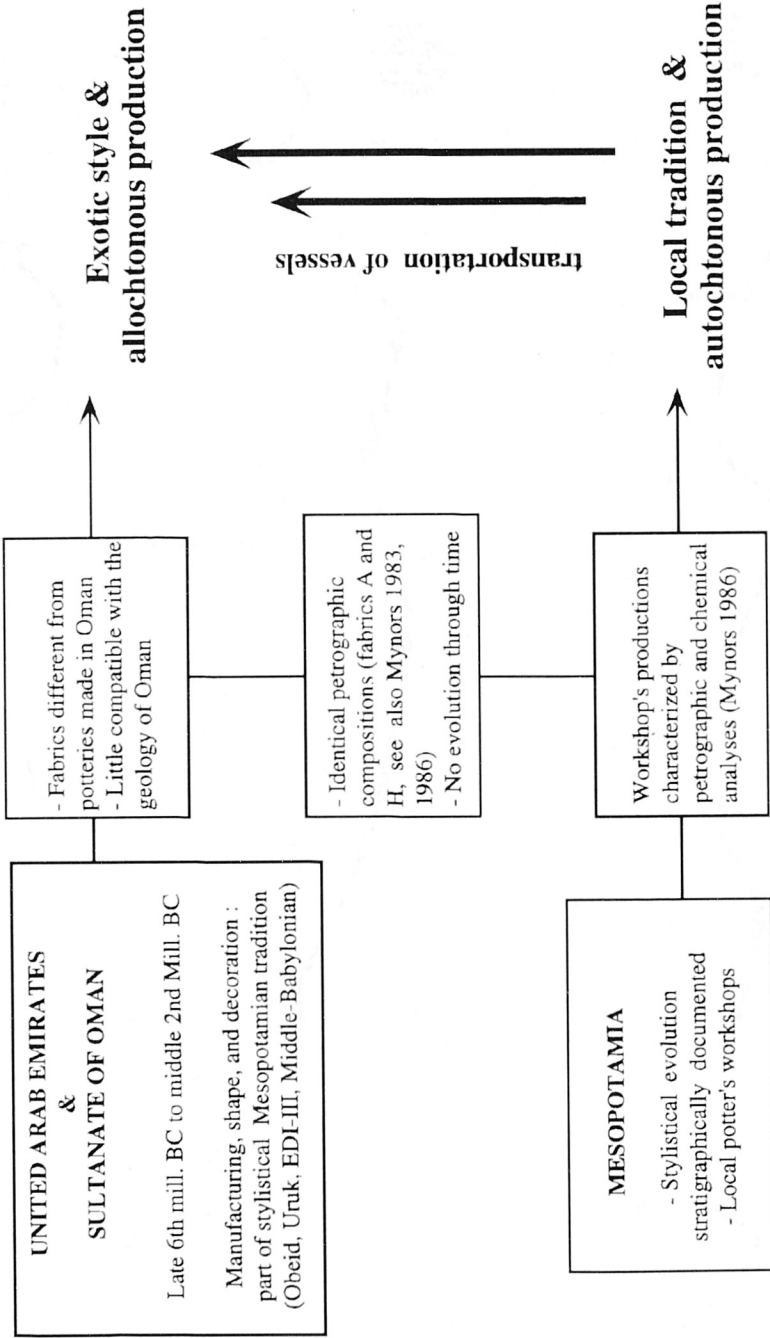 UNITED ARAB EMIRATES
&
SULTANATE OF OMAN
Late 6th mill. BC to middle 2nd Mill. BC
Manufacturing, shape, and decoration :
part of stylistical Mesopotamian tradition
(Obeid, Uruk, EDI-III, Middle-Babylonian)
- Fabrics different from
potteries made in Oman
- Little compatible with the
geology of Oman
Exotic style &
allochtonous production
- Identical petrographic
compositions (fabrics A and
H, see also Mynors 1983,
1986)
- No evolution through time
transportation of vessels
MESOPOTAMIA
- Stylistical evolution
stratigraphically documented
- Local potter's workshops
Workshop's productions
characterized by
petrographic and chemical
analyses (Mynors 1986)
Local tradition &
autochtonous production